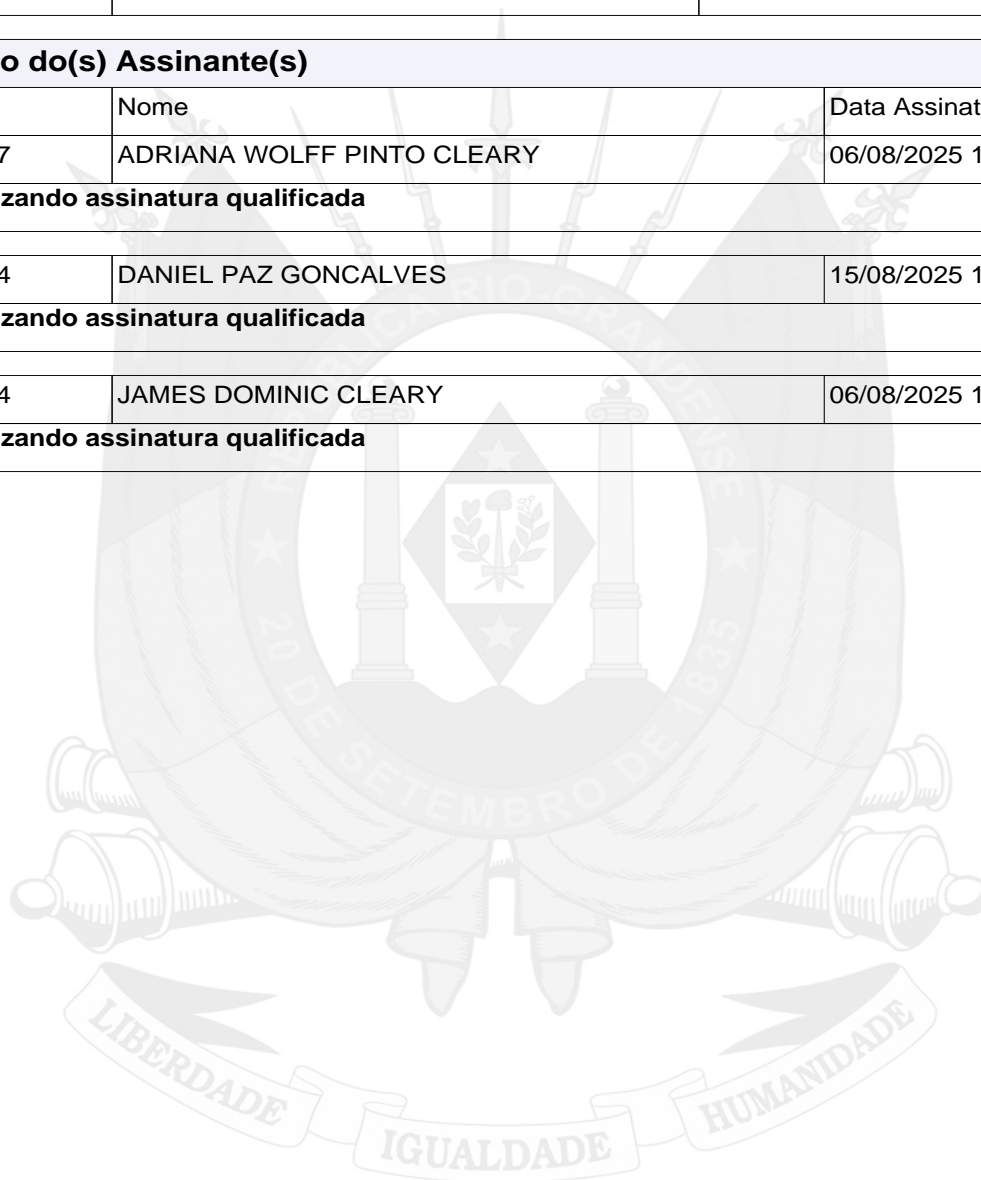 o do(s) Assinante(s)
Nome Data Assinat
7 ADRIANA WOLFF PINTO CLEARY 06/08/2025 1
zando assinatura qualificada
4 DANIEL PAZ GONCALVES 15/08/2025 1
zando assinatura qualificada
4 JAMES DOMINIC CLEARY 06/08/2025 1
zando assinatura qualificada
REPÚBLICA RIO-GRANDENSE
20 DE SETEMBRO DE 1835
LIBERDADE IGUALDADE HUMANIDADE